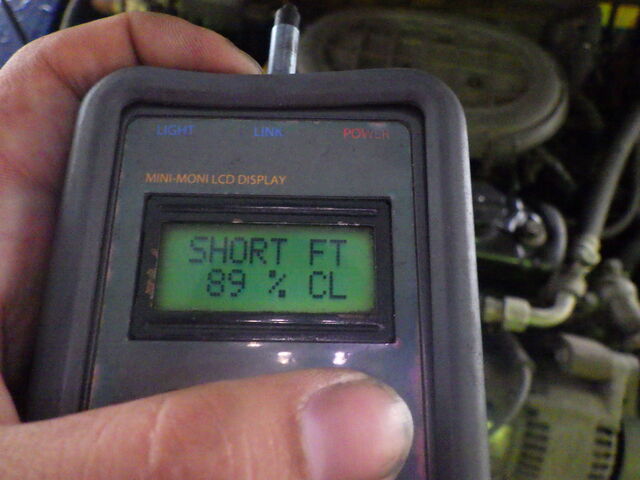 LIGHT LINK POWER
MINI-MONI LCD DISPLAY
SHORT FT
89 % CL